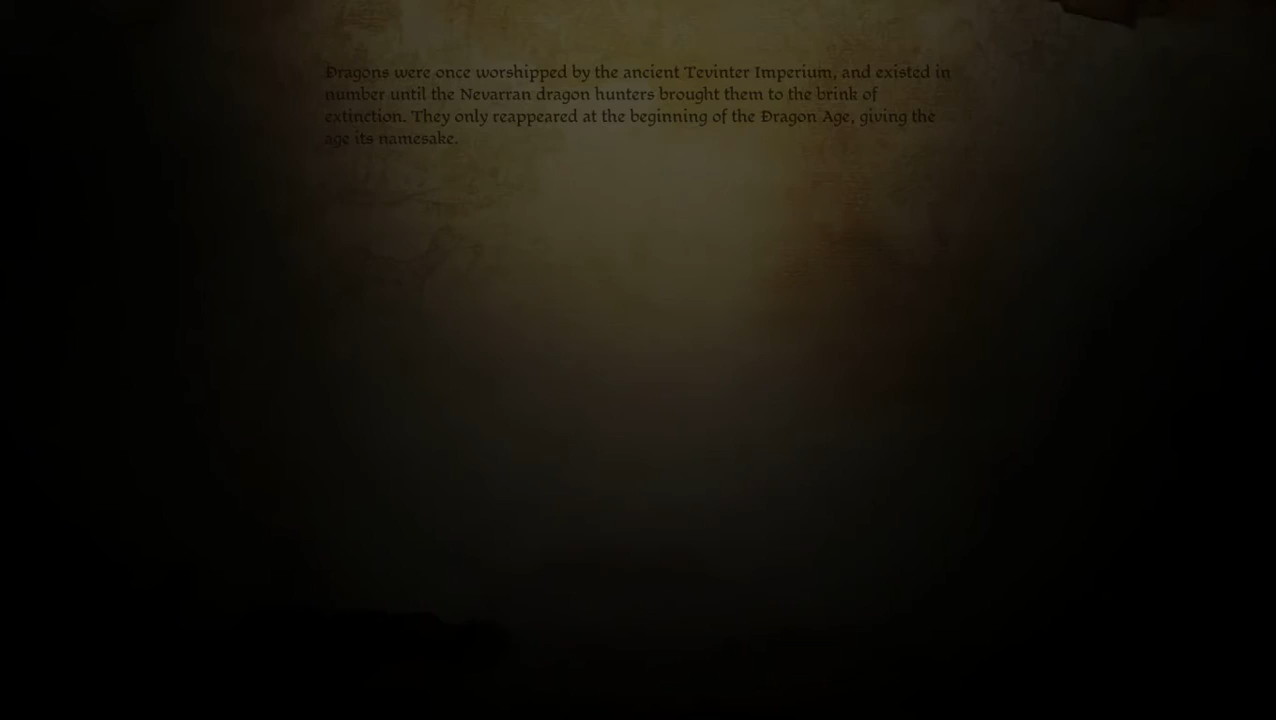 Dragons were once worshipped by the ancient Tevinter Imperium, and existed in
number until the Nevarran dragon hunters brought them to the brink of
extinction. They only reappeared at the beginning of the Dragon Age, giving the
age its namesake.